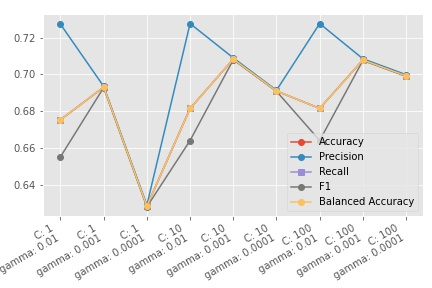 0.72
0.70
0.68
0.66
0.64
Accuracy
Precision
Recall
F1
Balanced Accuracy
C: 1
gamma: 0.01
C: 1
gamma: 0.001
C: 1
gamma: 0.0001
C: 10
gamma: 0.01
C: 10
gamma: 0.001
C: 10
gamma: 0.0001
C: 100
gamma: 0.01
C: 100
gamma: 0.001
C: 100
gamma: 0.0001